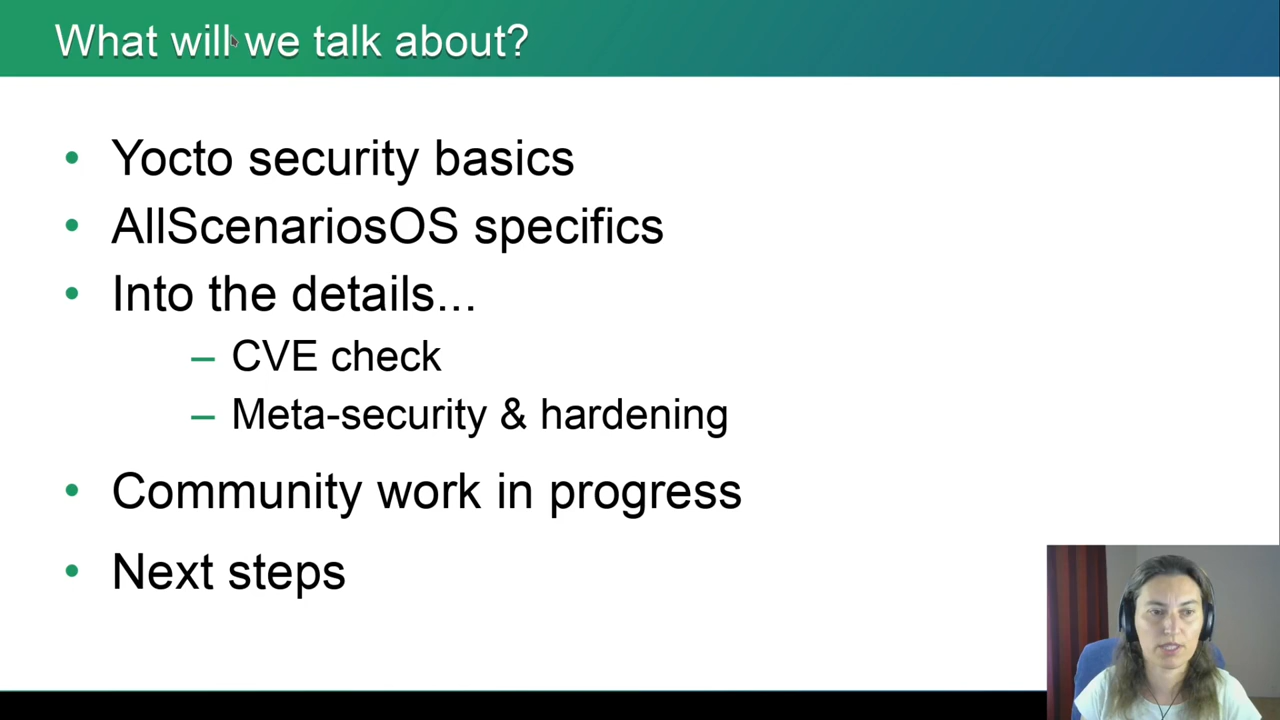 What will we talk about?
• Yocto security basics
• AllScenariosOS specifics
• Into the details...
– CVE check
– Meta-security & hardening
• Community work in progress
• Next steps